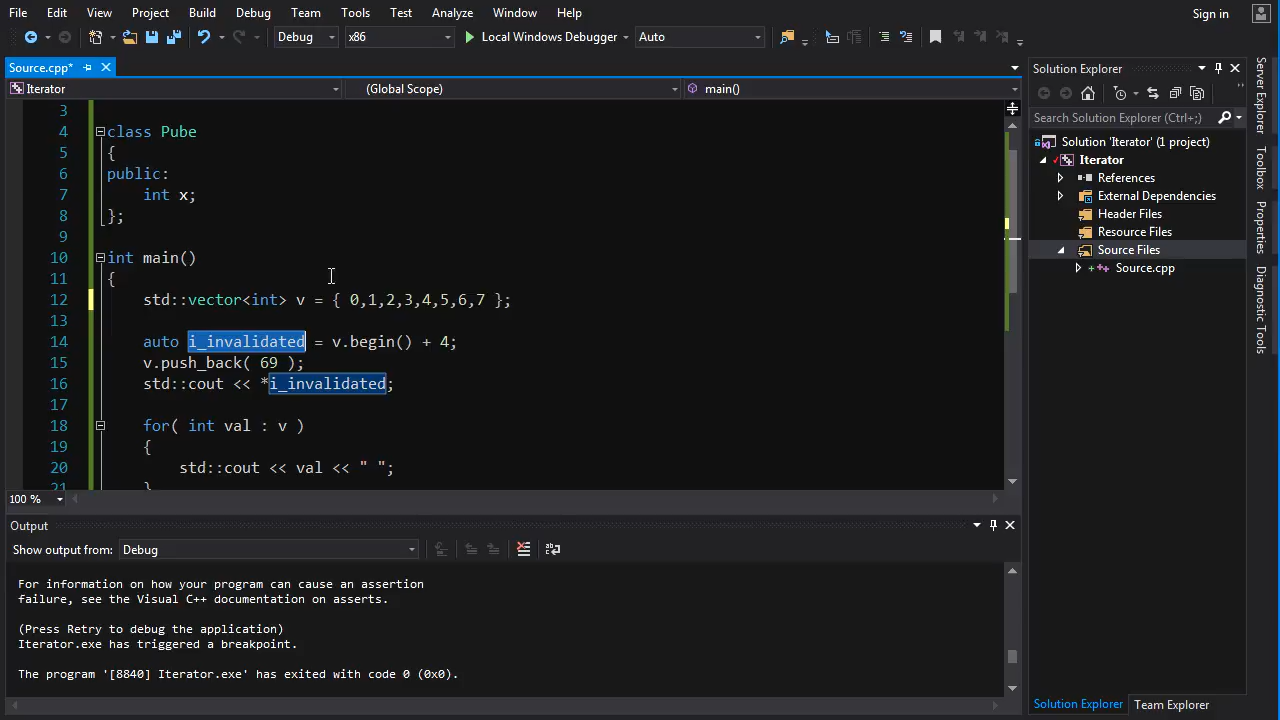 File Edit View Project Build Debug Team Tools Test Analyze Window Help Sign in
Debug x86 Local Windows Debugger Auto
Source.cpp*
Iterator (Global Scope) main()
3
4 class Pube
5 {
6 public:
7 int x;
8 };
9
10 int main()
11 {
12 std::vector<int> v = { 0,1,2,3,4,5,6,7 };
13
14 auto i_invalidated = v.begin() + 4;
15 v.push_back( 69 );
16 std::cout << *i_invalidated;
17
18 for( int val : v )
19 {
20 std::cout << val << " ";
21 }
100 %
Output
Show output from: Debug
For information on how your program can cause an assertion
failure, see the Visual C++ documentation on asserts.
(Press Retry to debug the application)
Iterator.exe has triggered a breakpoint.
The program '[8840] Iterator.exe' has exited with code 0 (0x0).
Solution Explorer
Search Solution Explorer (Ctrl+;)
Solution 'Iterator' (1 project)
Iterator
References
External Dependencies
Header Files
Resource Files
Source Files
Source.cpp
Solution Explorer Team Explorer
Server Explorer
Toolbox
Properties
Diagnostic Tools